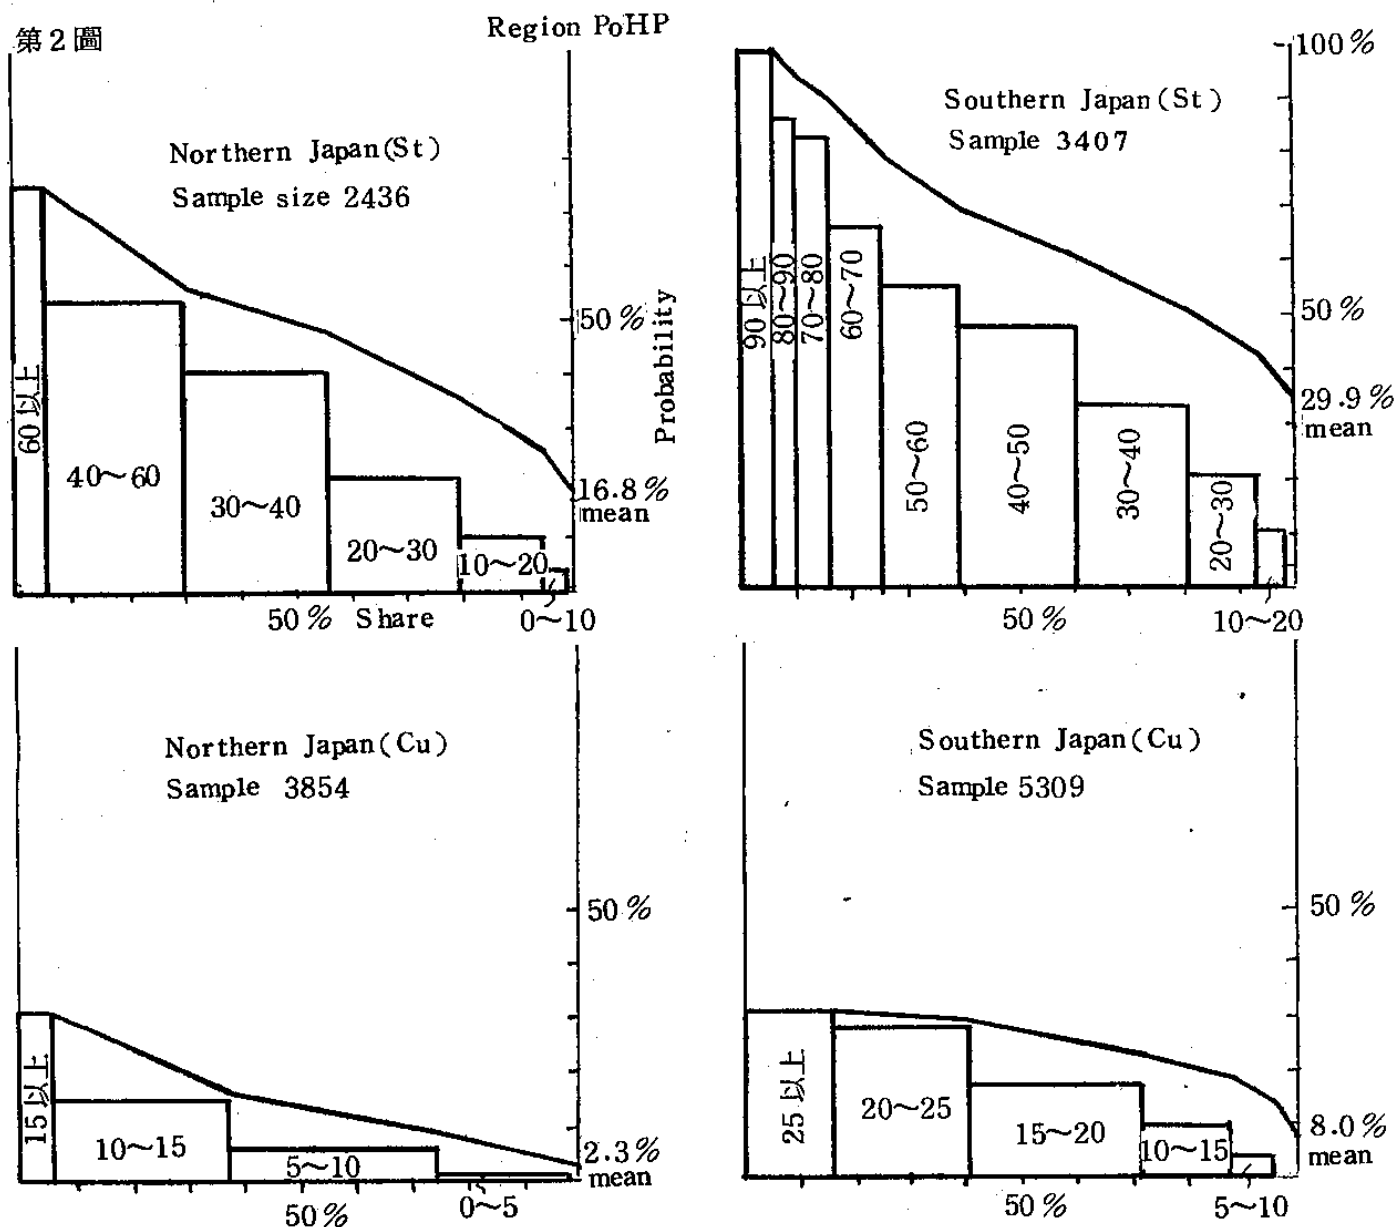 第2圖
Region PoHP
Northern Japan(St)
Sample size 2436
60以上
40~60
30~40
20~30
10~20
0~10
50% Share
50%
Probability
16.8%
mean
Southern Japan(St)
Sample 3407
100%
50%
29.9%
mean
90以上
80~90
70~80
60~70
50~60
40~50
30~40
20~30
10~20
50%
Northern Japan(Cu)
Sample 3854
50%
2.3%
mean
15以上
10~15
5~10
0~5
50%
Southern Japan(Cu)
Sample 5309
50%
8.0%
mean
25以上
20~25
15~20
10~15
5~10
50%